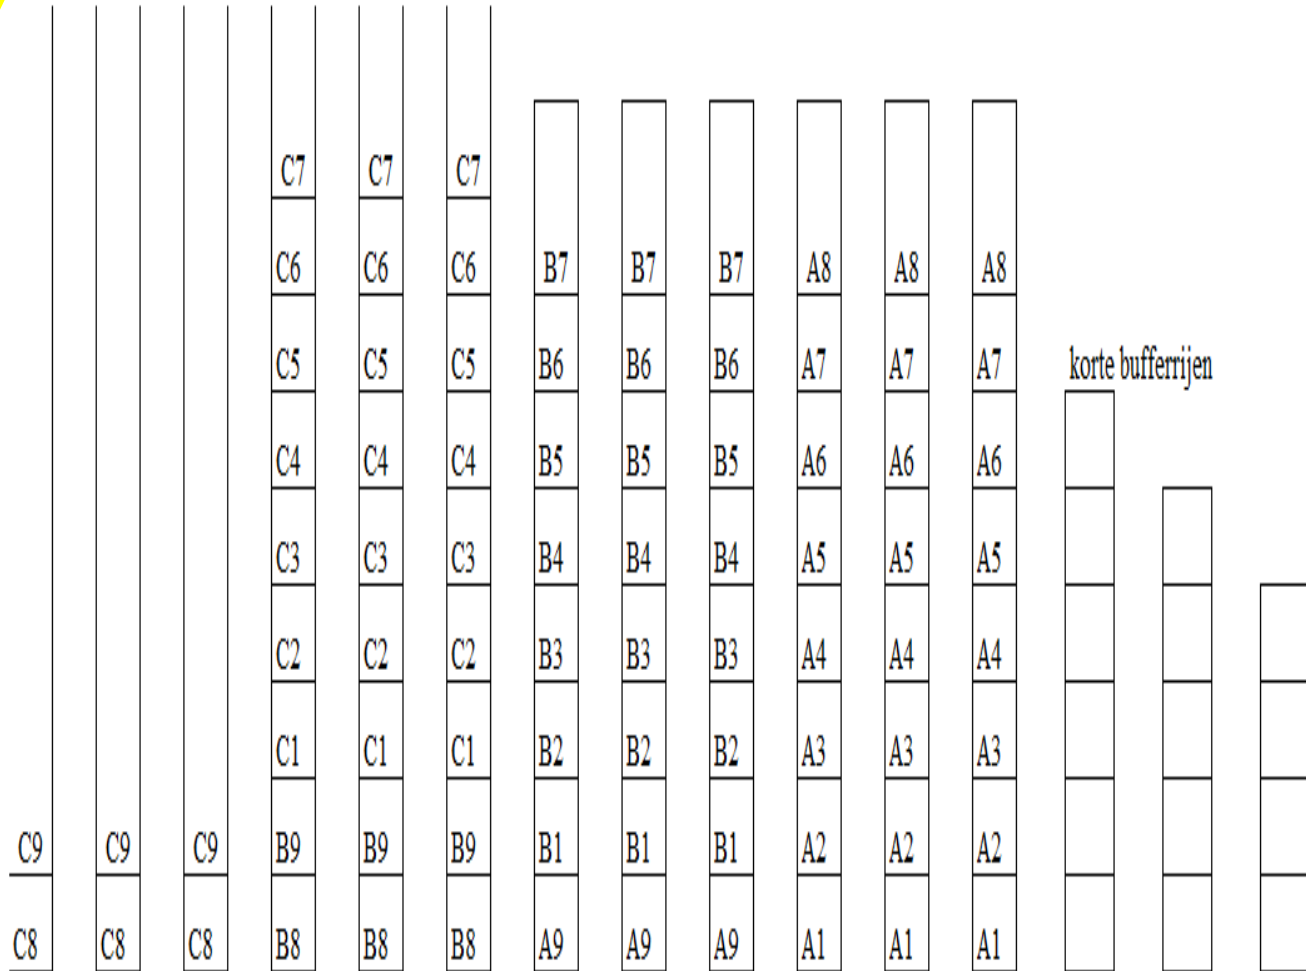 C7 C7 C7
C6 C6 C6 B7 B7 B7 A8 A8 A8
C5 C5 C5 B6 B6 B6 A7 A7 A7 korte bufferrijen
C4 C4 C4 B5 B5 B5 A6 A6 A6
C3 C3 C3 B4 B4 B4 A5 A5 A5
C2 C2 C2 B3 B3 B3 A4 A4 A4
C1 C1 C1 B2 B2 B2 A3 A3 A3
C9 C9 C9 B9 B9 B9 B1 B1 B1 A2 A2 A2
C8 C8 C8 B8 B8 B8 A9 A9 A9 A1 A1 A1